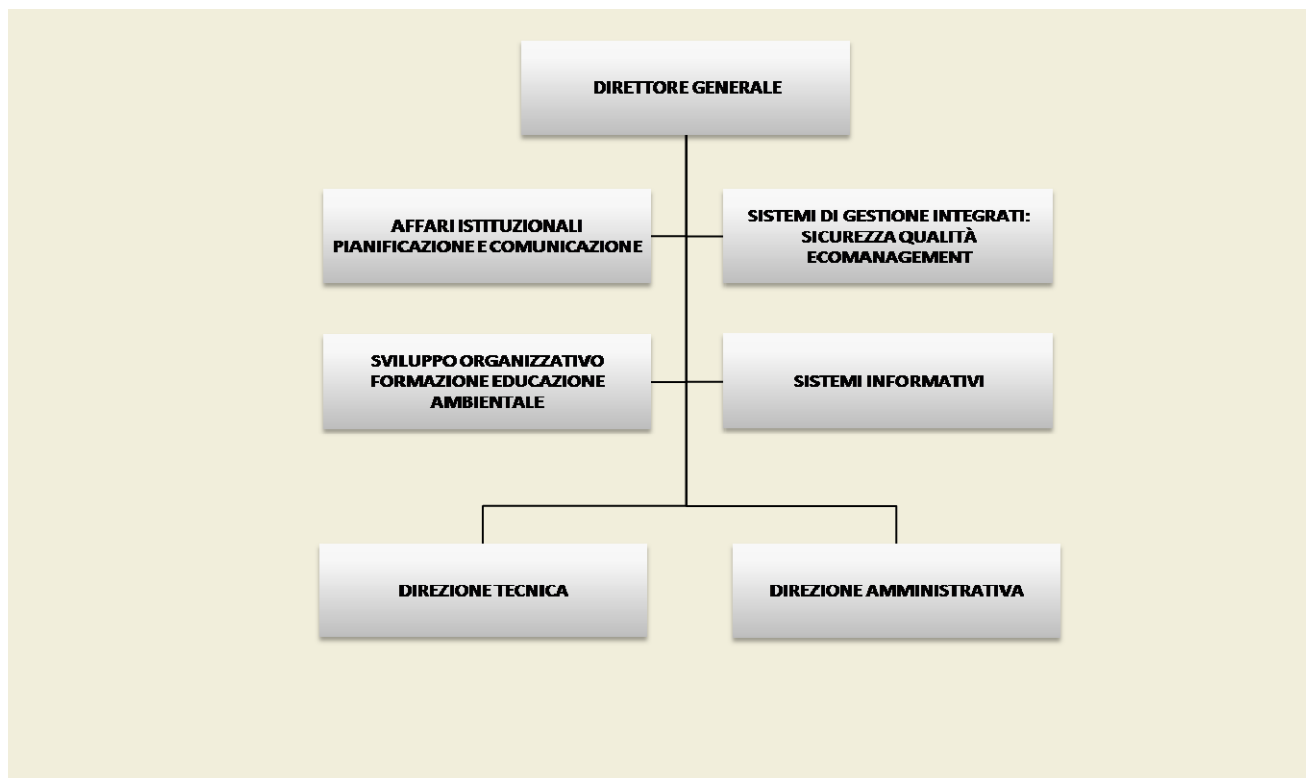 DIRETTORE GENERALE
AFFARI ISTITUZIONALI
PIANIFICAZIONE E COMUNICAZIONE
SISTEMI DI GESTIONE INTEGRATI:
SICUREZZA QUALITÀ
ECOMANAGEMENT
SVILUPPO ORGANIZZATIVO
FORMAZIONE EDUCAZIONE
AMBIENTALE
SISTEMI INFORMATIVI
DIREZIONE TECNICA
DIREZIONE AMMINISTRATIVA